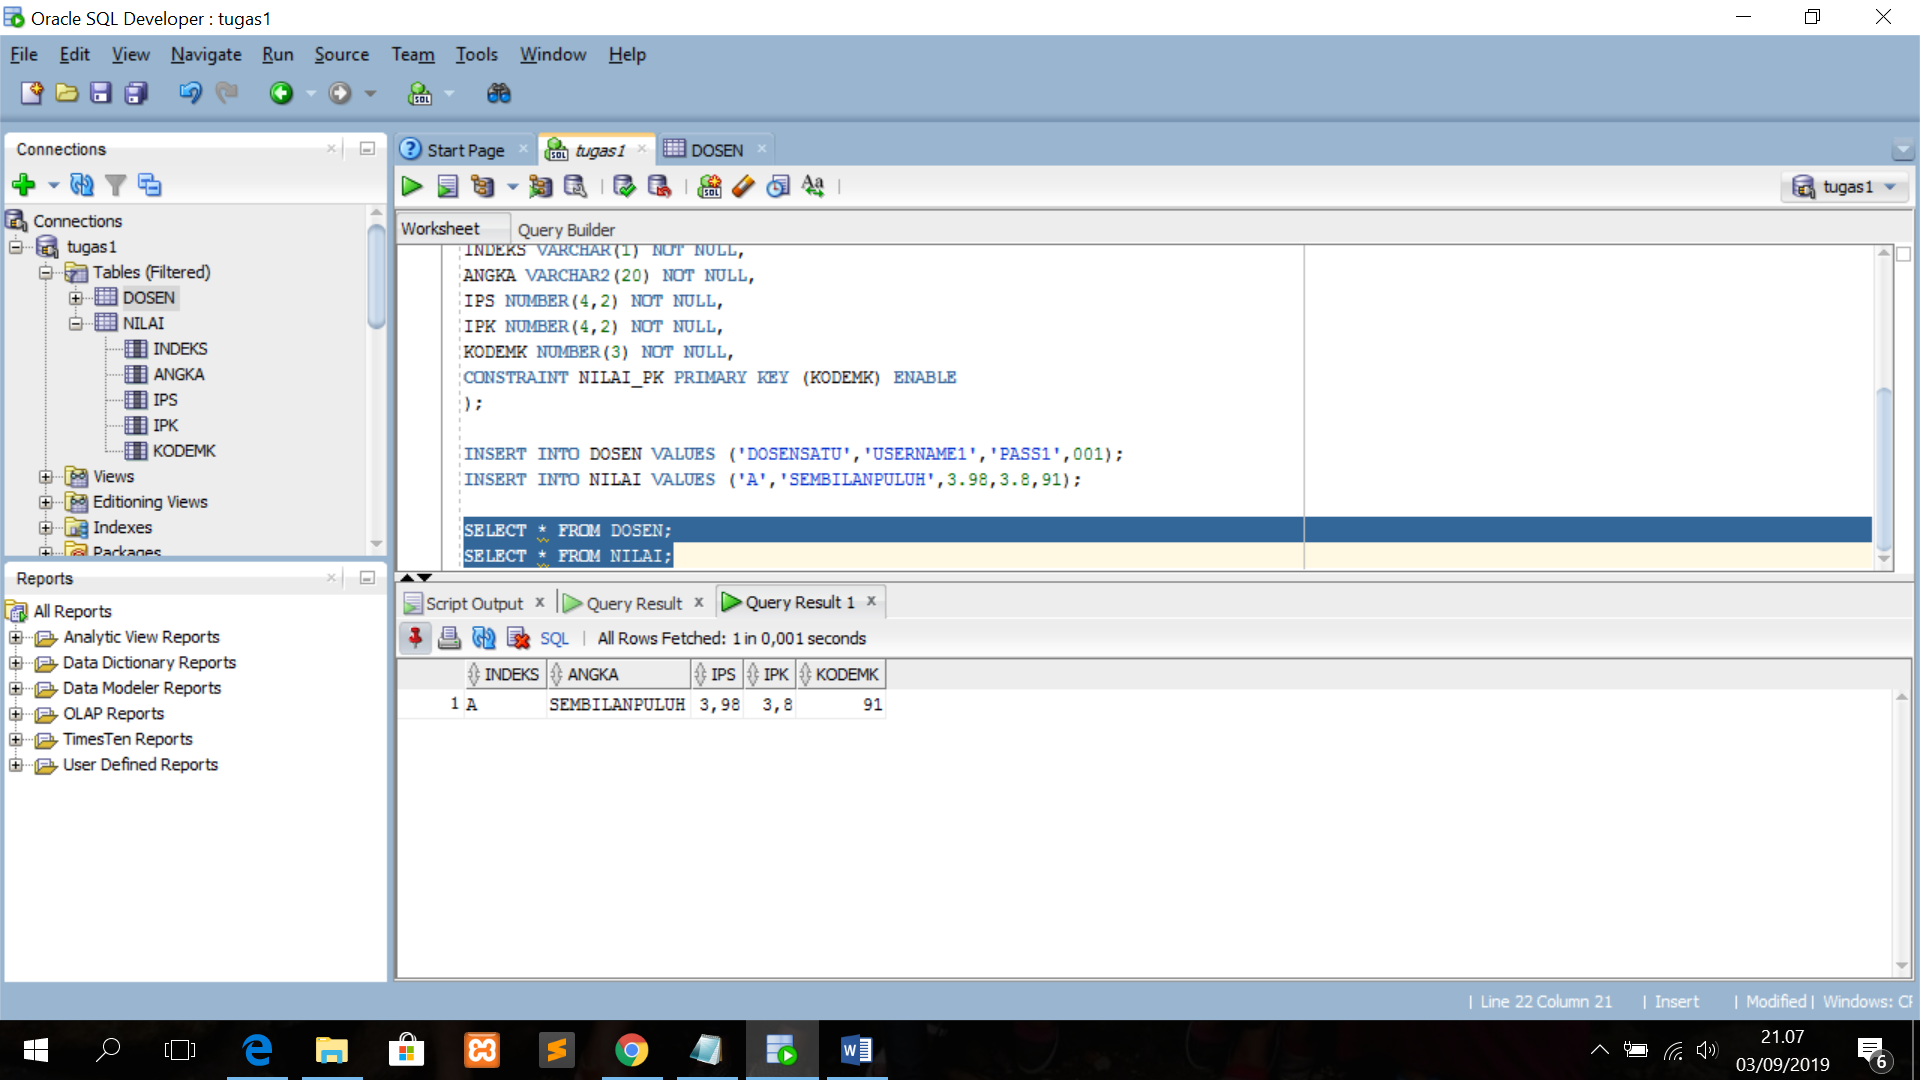 Oracle SQL Developer : tugas1
File Edit View Navigate Run Source Team Tools Window Help
Connections
Connections
tugas1
Tables (Filtered)
DOSEN
NILAI
INDEKS
ANGKA
IPS
IPK
KODEMK
Views
Editioning Views
Indexes
Packages
Reports
All Reports
Analytic View Reports
Data Dictionary Reports
Data Modeler Reports
OLAP Reports
TimesTen Reports
User Defined Reports
Start Page tugas1 DOSEN
tugas1
Worksheet Query Builder
INDEKS VARCHAR(1) NOT NULL,
ANGKA VARCHAR2(20) NOT NULL,
IPS NUMBER(4,2) NOT NULL,
IPK NUMBER(4,2) NOT NULL,
KODEMK NUMBER(3) NOT NULL,
CONSTRAINT NILAI_PK PRIMARY KEY (KODEMK) ENABLE
);
INSERT INTO DOSEN VALUES ('DOSENSATU','USERNAME1','PASS1',001);
INSERT INTO NILAI VALUES ('A','SEMBILANPULUH',3.98,3.8,91);
SELECT * FROM DOSEN;
SELECT * FROM NILAI;
Script Output x Query Result x Query Result 1 x
SQL | All Rows Fetched: 1 in 0,001 seconds
INDEKS ANGKA IPS IPK KODEMK
1 A SEMBILANPULUH 3,98 3,8 91
| Line 22 Column 21 | Insert | Modified | Windows: CF
21.07
03/09/2019
6